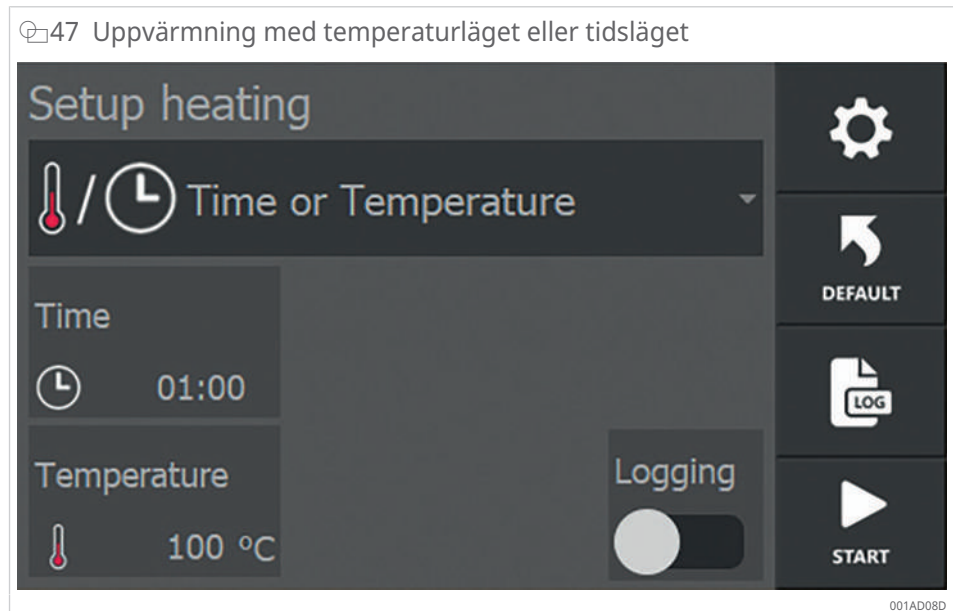 47 Uppvärmning med temperaturläget eller tidsläget
Setup heating
/ Time or Temperature
DEFAULT
Time
01:00
LOG
Temperature
100 °C
Logging
START
001AD08D